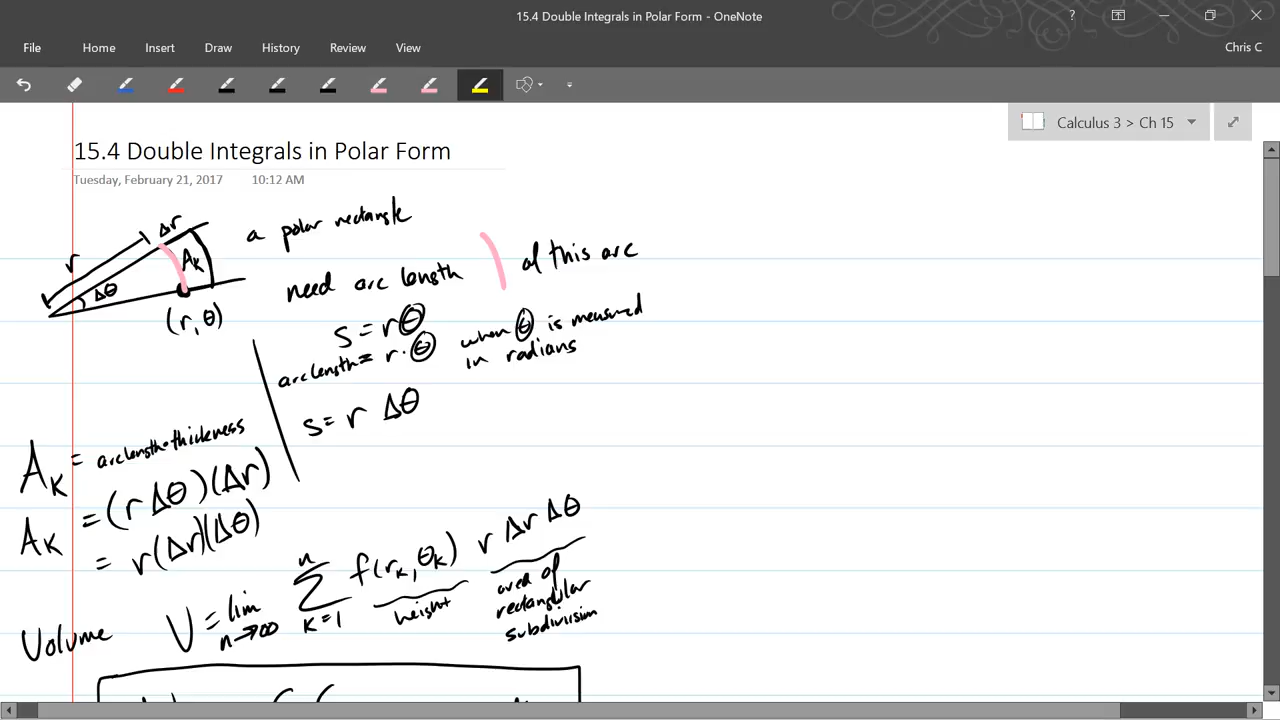 15.4 Double Integrals in Polar Form - OneNote
?
File Home Insert Draw History Review View
Chris C
Calculus 3 > Ch 15
15.4 Double Integrals in Polar Form
Tuesday, February 21, 2017 10:12 AM
r
Δr
Δθ
A_K
(r, θ)
a polar rectangle
need arc length of this arc
s = rθ
arc length = r · θ when θ is measured
in radians
s = r Δθ
A_K = arc length · thickness
A_K = (r Δθ)(Δr)
= r(Δr)(Δθ)
Volume V = lim n→∞ ∑ n K=1 f(r_K, θ_K) r Δr Δθ
height
area of
rectangular
subdivision